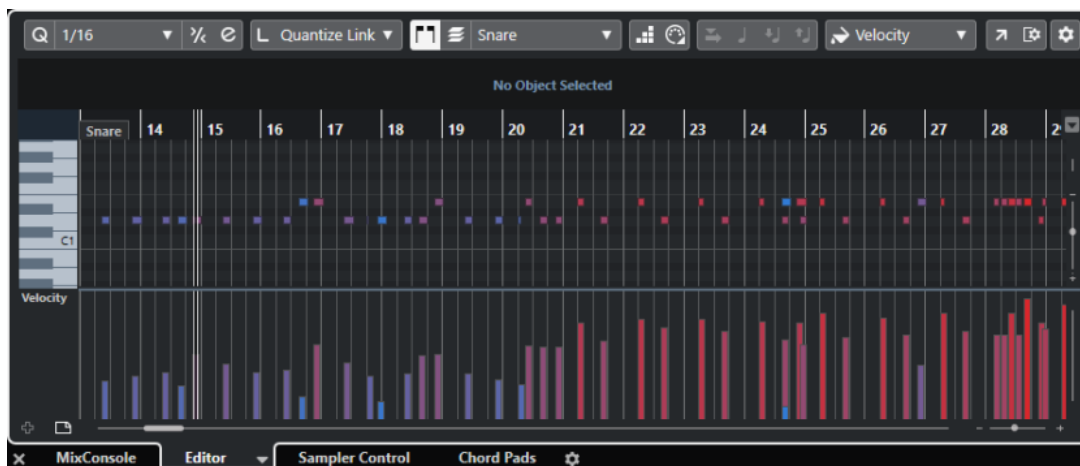 Q 1/16 L Quantize Link Snare Velocity
No Object Selected
Snare 14 15 16 17 18 19 20 21 22 23 24 25 26 27 28
C1
Velocity
MixConsole Editor Sampler Control Chord Pads